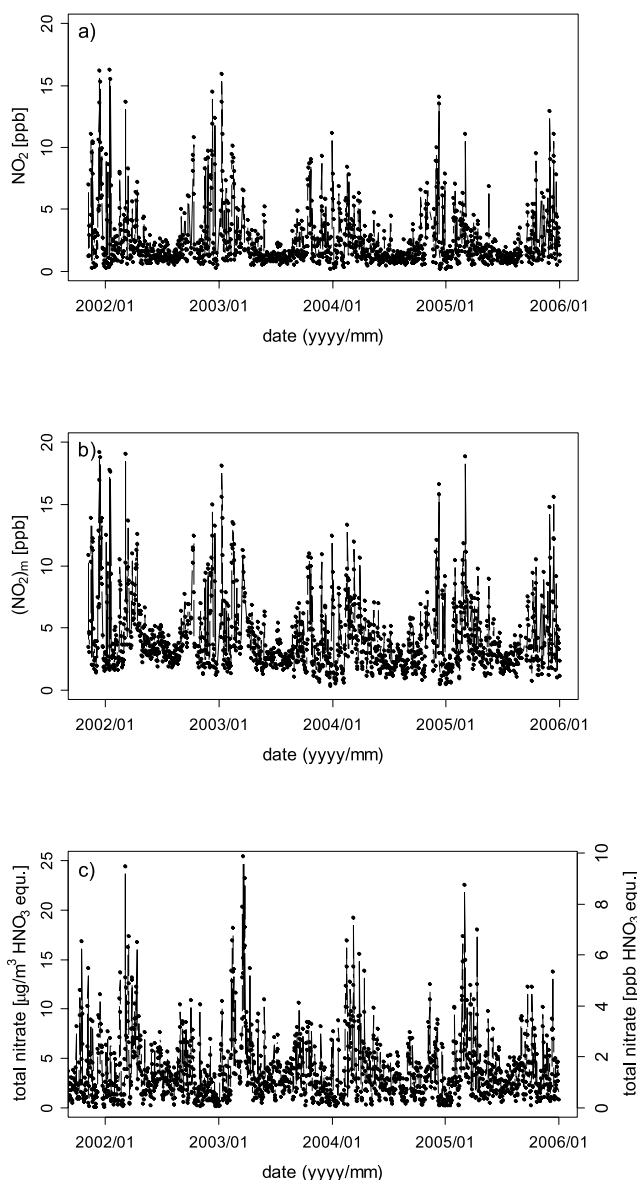 a)
NO₂ [ppb]
20
15
10
5
0
2002/01 2003/01 2004/01 2005/01 2006/01
date (yyyy/mm)
b)
(NO₂)ₘ [ppb]
20
15
10
5
0
2002/01 2003/01 2004/01 2005/01 2006/01
date (yyyy/mm)
c)
total nitrate [μg/m³ HNO₃ equ.]
25
20
15
10
5
0
10
8
6
4
2
0
total nitrate [ppb HNO₃ equ.]
2002/01 2003/01 2004/01 2005/01 2006/01
date (yyyy/mm)